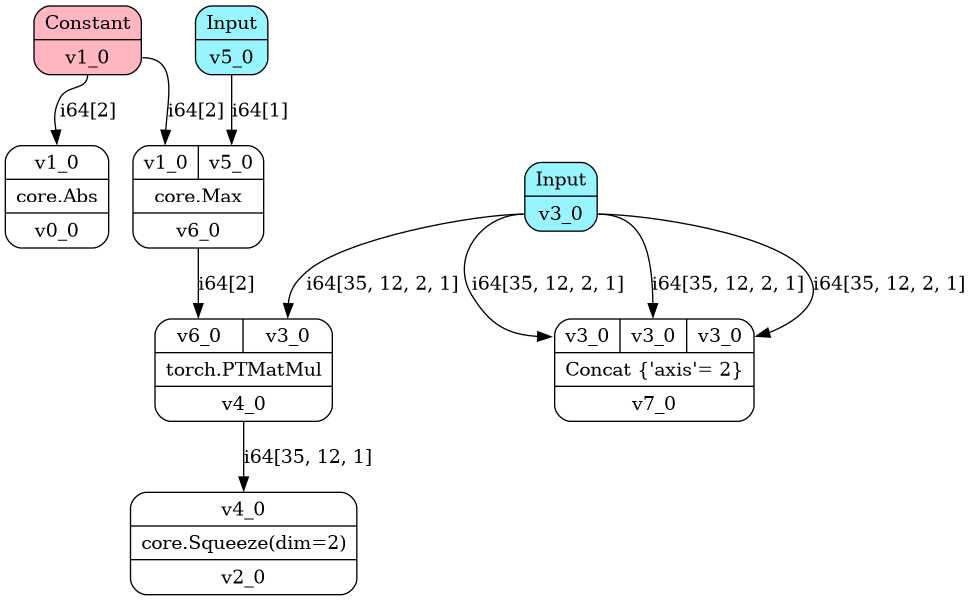 Constant
v1_0
Input
v5_0
i64[2]
i64[2]
i64[1]
v1_0
core.Abs
v0_0
v1_0 v5_0
core.Max
v6_0
Input
v3_0
i64[2]
i64[35, 12, 2, 1]
i64[35, 12, 2, 1]
i64[35, 12, 2, 1]
i64[35, 12, 2, 1]
v6_0 v3_0
torch.PTMatMul
v4_0
v3_0 v3_0 v3_0
Concat {'axis'= 2}
v7_0
i64[35, 12, 1]
v4_0
core.Squeeze(dim=2)
v2_0